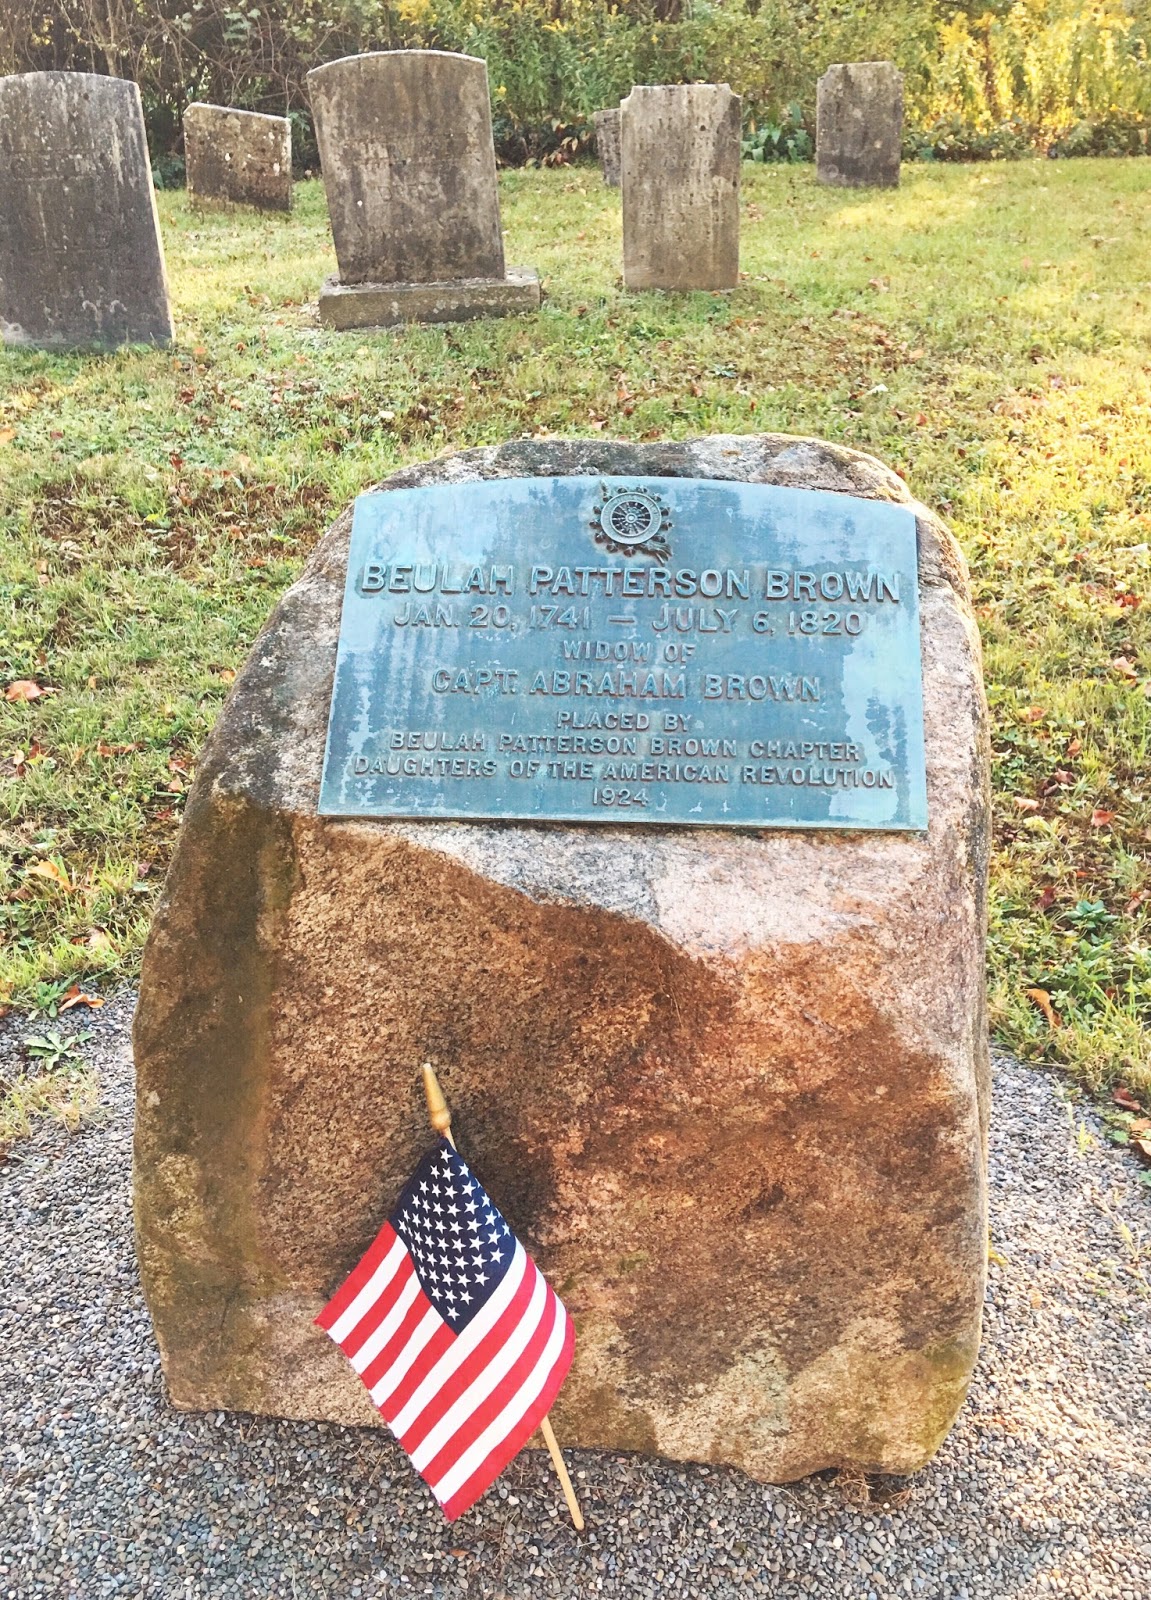 BEULAH PATTERSON BROWN
JAN. 20, 1741 — JULY 6, 1820
WIDOW OF
CAPT. ABRAHAM BROWN
PLACED BY
BEULAH PATTERSON BROWN CHAPTER
DAUGHTERS OF THE AMERICAN REVOLUTION
1924